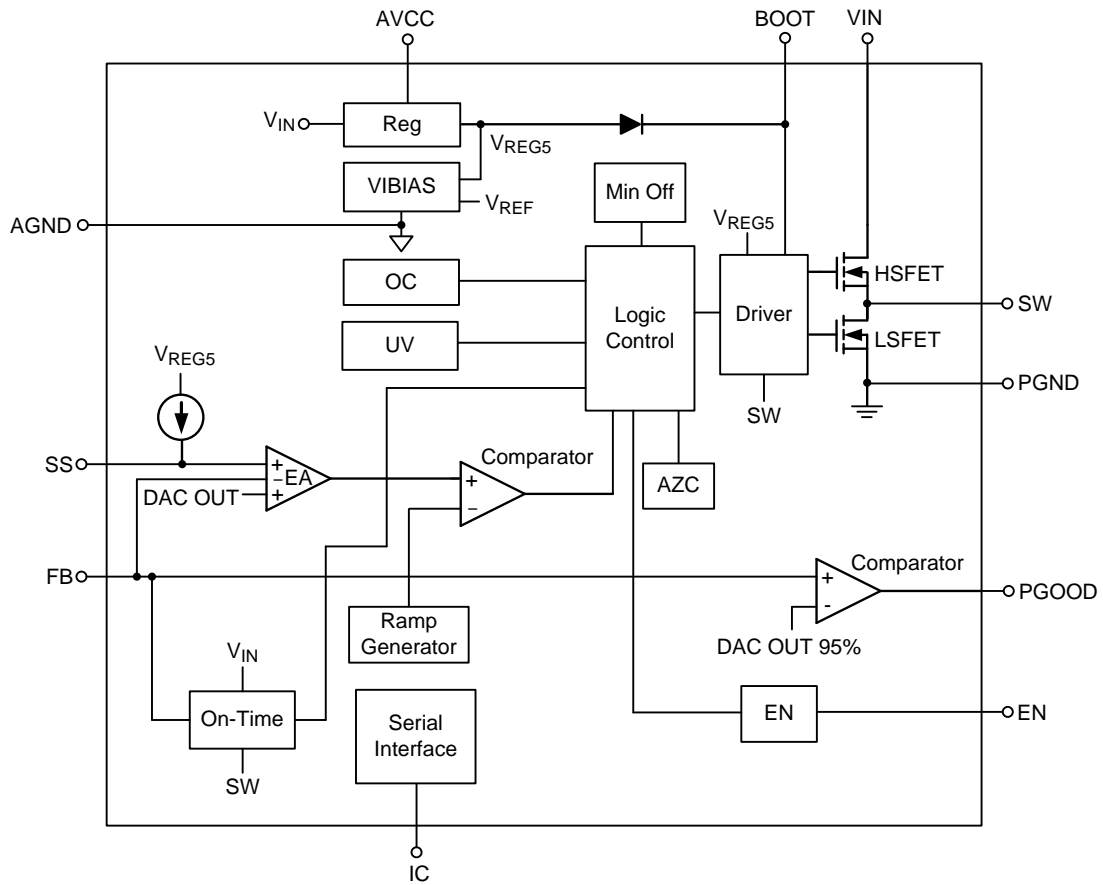 AVCC
BOOT
VIN
VIN
Reg
VREG5
VIBIAS
VREF
Min Off
AGND
VREG5
HSFET
OC
SW
Logic
Control
Driver
UV
LSFET
VREG5
PGND
SW
SS
+
−
+
EA
DAC OUT
Comparator
+
−
AZC
FB
Comparator
+
-
PGOOD
DAC OUT 95%
Ramp
Generator
VIN
On-Time
SW
Serial
Interface
EN
EN
IC